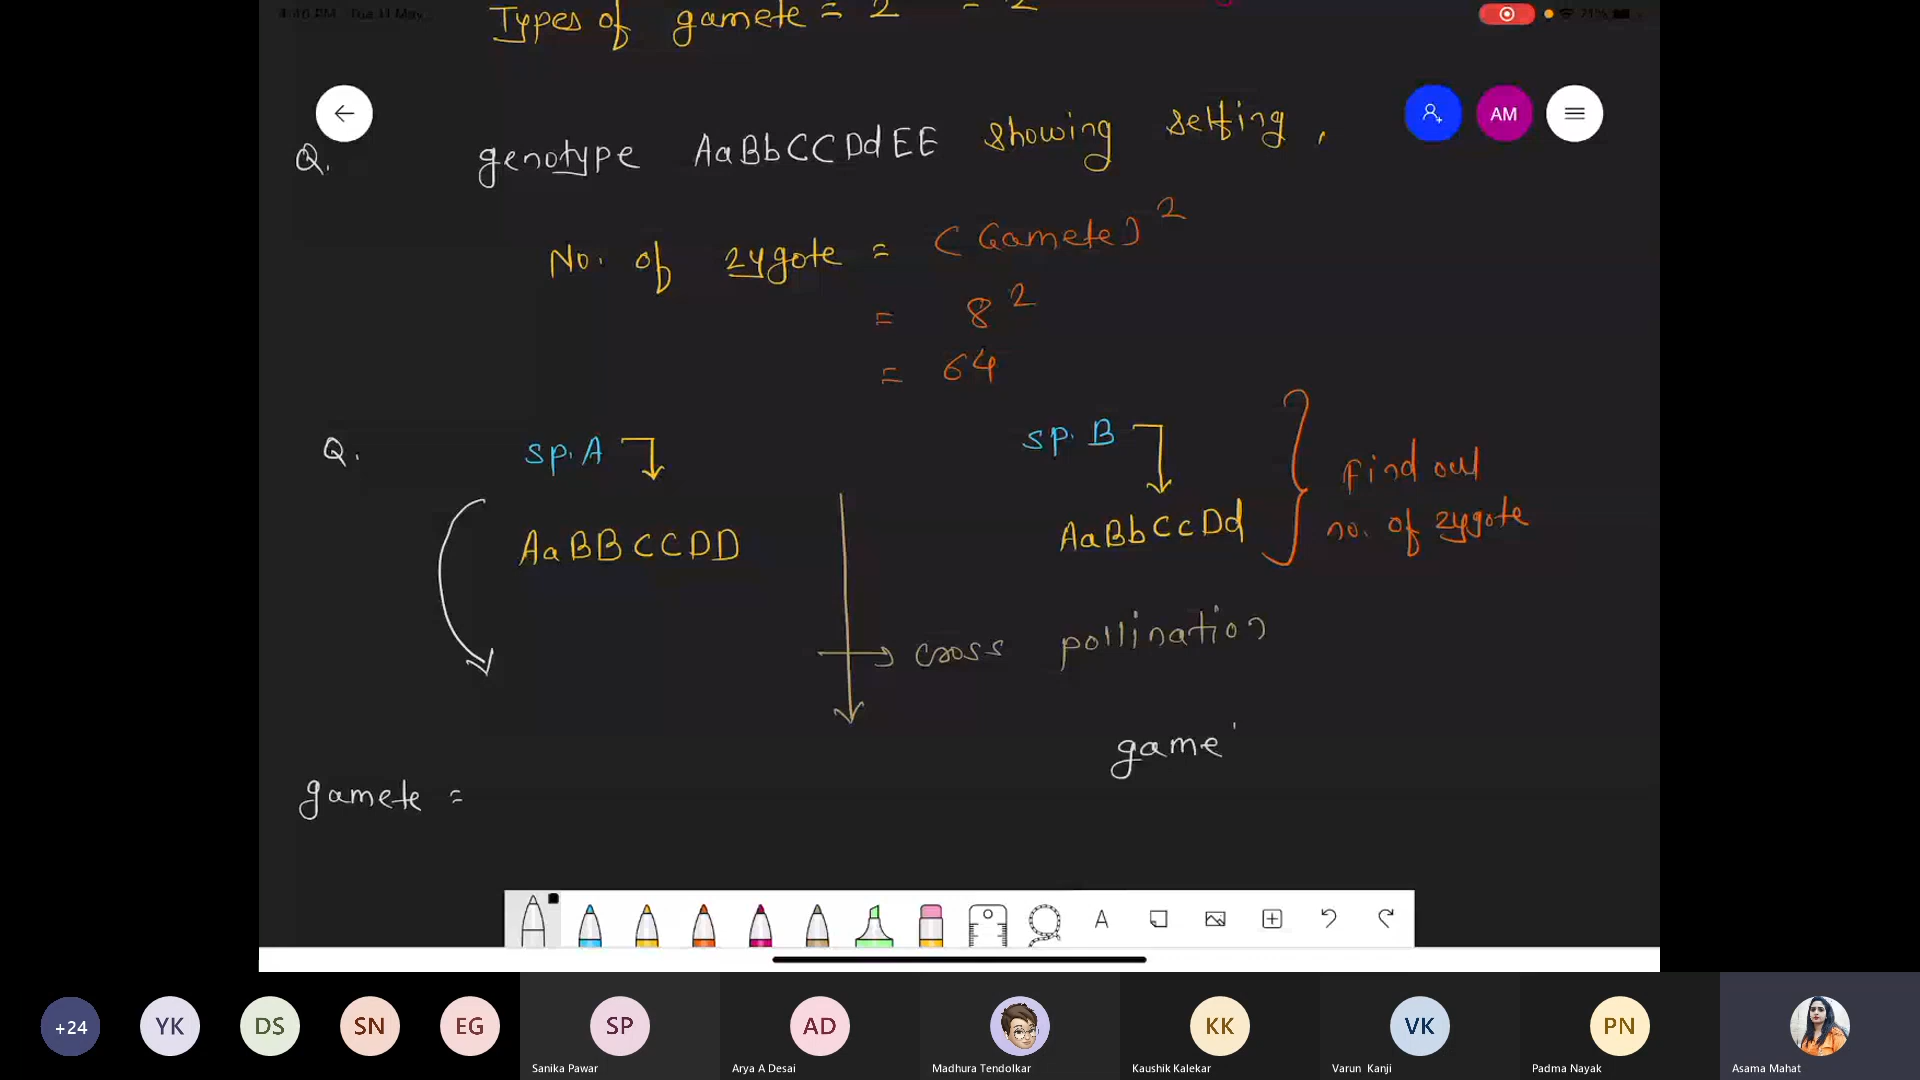 Types of gamete = 2 = 2
71%
AM
Q. genotype AaBbCCDdEE showing selfing,
No. of zygote = (Gamete)2
= 82
= 64
Q. sp. A sp. B
find out
no. of zygote
AaBBCCDD AaBbCcDd
cross pollination
game
gamete =
A
+24 YK DS SN EG SP AD KK VK PN
Sanika Pawar Arya A Desai Madhura Tendolkar Kaushik Kalekar Varun Kanji Padma Nayak Asama Mahat